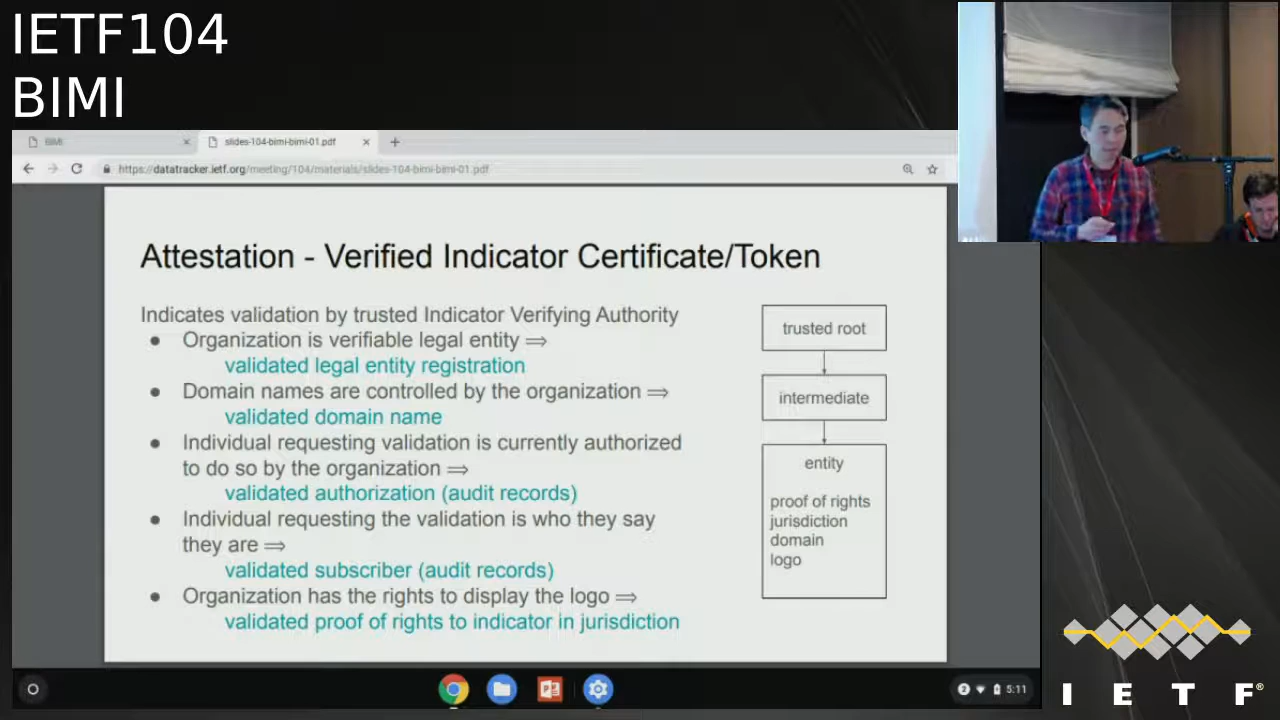 IETF104
BIMI
BIMI
slides-104-bimi-bimi-01.pdf
https://datatracker.ietf.org/meeting/104/materials/slides-104-bimi-bimi-01.pdf
Attestation - Verified Indicator Certificate/Token
Indicates validation by trusted Indicator Verifying Authority
● Organization is verifiable legal entity ⟹
validated legal entity registration
● Domain names are controlled by the organization ⟹
validated domain name
● Individual requesting validation is currently authorized
to do so by the organization ⟹
validated authorization (audit records)
● Individual requesting the validation is who they say
they are ⟹
validated subscriber (audit records)
● Organization has the rights to display the logo ⟹
validated proof of rights to indicator in jurisdiction
trusted root
intermediate
entity
proof of rights
jurisdiction
domain
logo
2
5:11
I E T F®